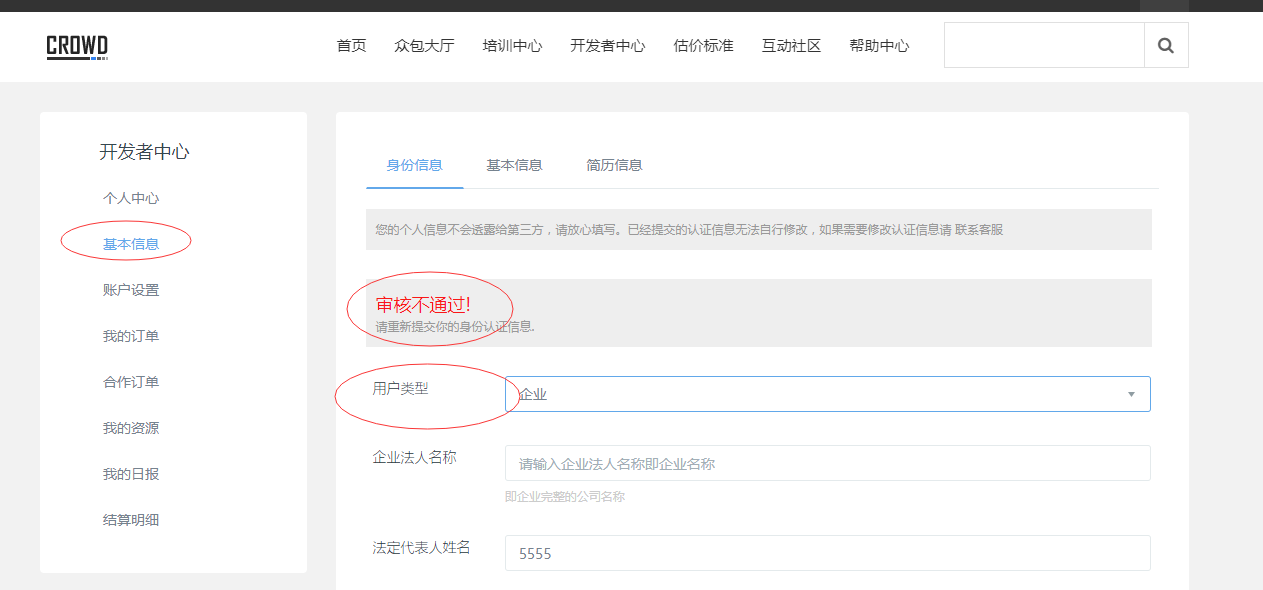 CROWD
首页 众包大厅 培训中心 开发者中心 估价标准 互动社区 帮助中心
开发者中心
个人中心
基本信息
账户设置
我的订单
合作订单
我的资源
我的日报
结算明细
身份信息 基本信息 简历信息
您的个人信息不会透露给第三方，请放心填写。已经提交的认证信息无法自行修改，如果需要修改认证信息请 联系客服
审核不通过!
请重新提交你的身份认证信息.
用户类型 企业
企业法人名称 请输入企业法人名称即企业名称
即企业完整的公司名称
法定代表人姓名 5555